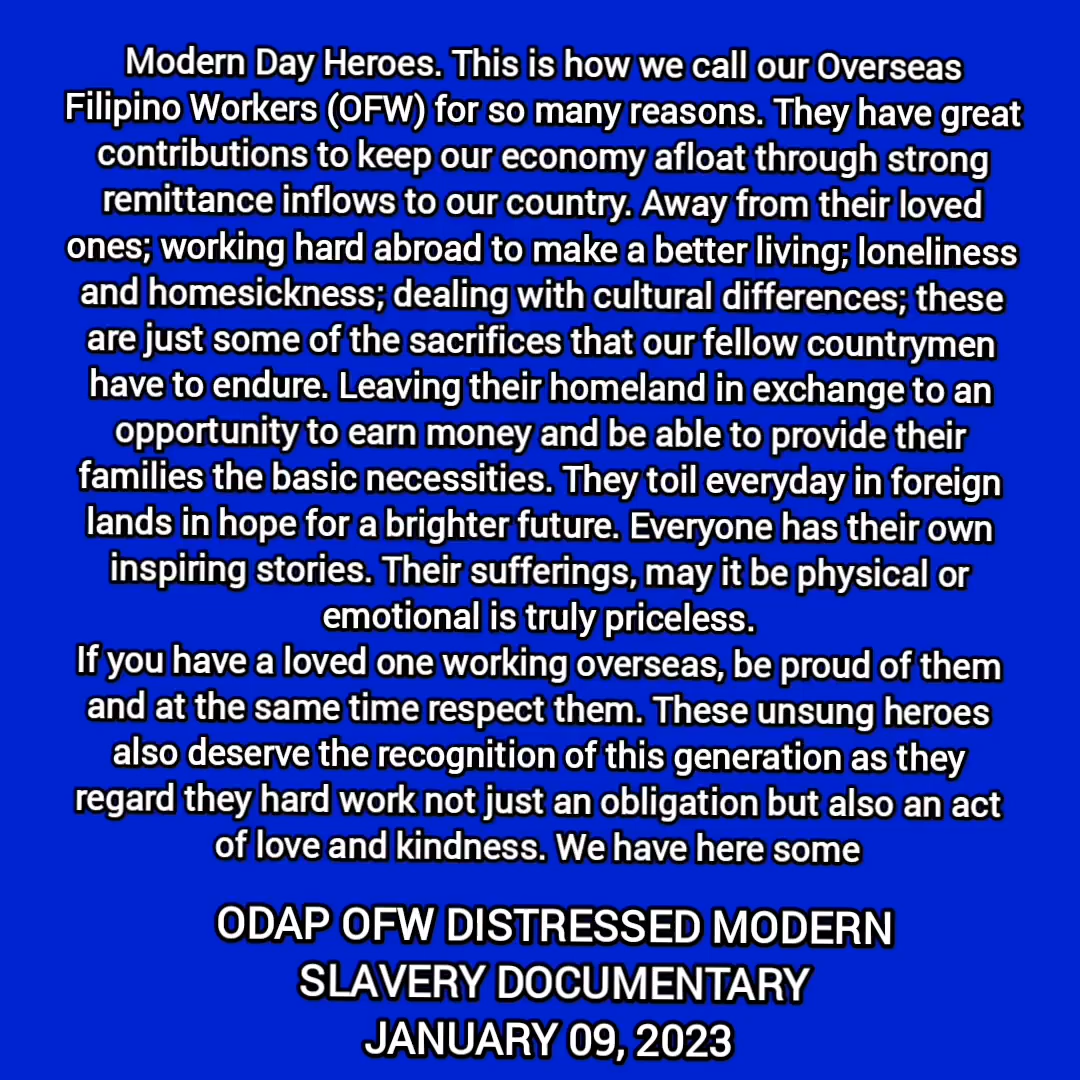 Modern Day Heroes. This is how we call our Overseas
Filipino Workers (OFW) for so many reasons. They have great
contributions to keep our economy afloat through strong
remittance inflows to our country. Away from their loved
ones; working hard abroad to make a better living; loneliness
and homesickness; dealing with cultural differences; these
are just some of the sacrifices that our fellow countrymen
have to endure. Leaving their homeland in exchange to an
opportunity to earn money and be able to provide their
families the basic necessities. They toil everyday in foreign
lands in hope for a brighter future. Everyone has their own
inspiring stories. Their sufferings, may it be physical or
emotional is truly priceless.
If you have a loved one working overseas, be proud of them
and at the same time respect them. These unsung heroes
also deserve the recognition of this generation as they
regard they hard work not just an obligation but also an act
of love and kindness. We have here some
ODAP OFW DISTRESSED MODERN
SLAVERY DOCUMENTARY
JANUARY 09, 2023